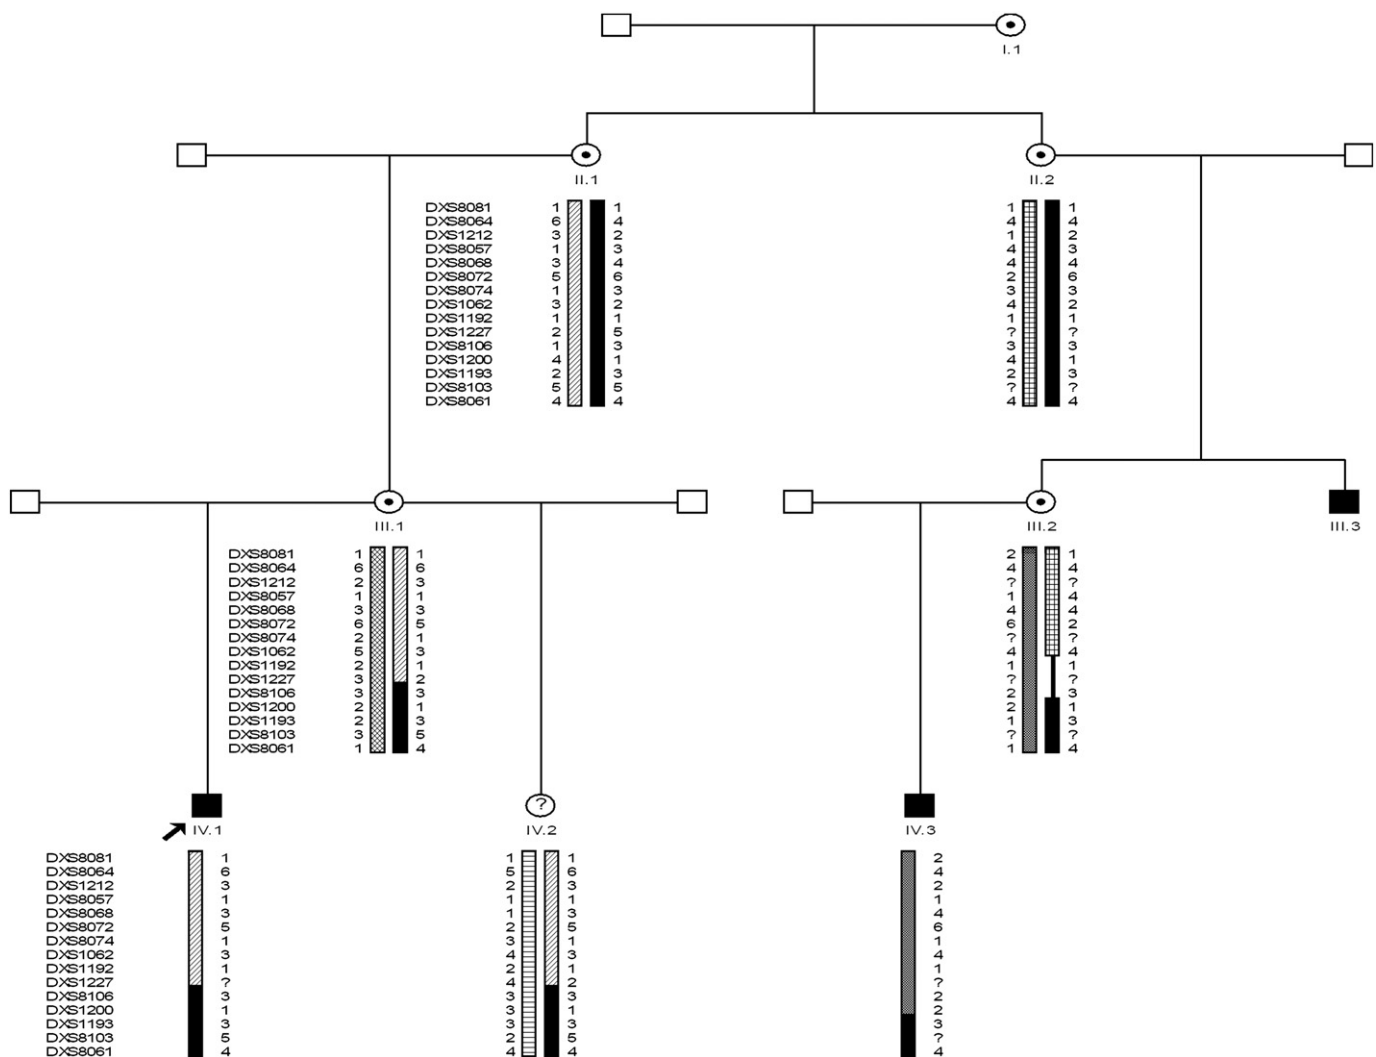 I.1
II.1 II.2
DXS8081 1 1 1 1
DXS8064 6 4 4 4
DXS1212 3 2 1 2
DXS8057 1 3 4 3
DXS8068 3 4 4 4
DXS8072 5 6 2 6
DXS8074 1 3 3 3
DXS1062 3 2 4 2
DXS1192 1 1 1 1
DXS1227 2 5 ? ?
DXS8106 1 3 3 3
DXS1200 4 1 4 1
DXS1193 2 3 2 3
DXS8103 5 5 ? ?
DXS8061 4 4 4 4
III.1 III.2 III.3
DXS8081 1 1 2 1
DXS8064 6 6 4 4
DXS1212 2 3 ? ?
DXS8057 1 1 1 4
DXS8068 3 3 4 4
DXS8072 6 5 6 2
DXS8074 2 1 ? ?
DXS1062 5 3 4 4
DXS1192 2 1 1 1
DXS1227 3 2 ? ?
DXS8106 3 3 2 3
DXS1200 2 1 2 1
DXS1193 2 3 1 3
DXS8103 3 5 ? ?
DXS8061 1 4 1 4
?
IV.1 IV.2 IV.3
DXS8081 1 1 1 2
DXS8064 6 5 6 4
DXS1212 3 2 3 2
DXS8057 1 1 1 1
DXS8068 3 1 3 4
DXS8072 5 2 5 6
DXS8074 1 3 1 1
DXS1062 3 4 3 4
DXS1192 1 2 1 1
DXS1227 ? 4 2 ?
DXS8106 3 3 3 2
DXS1200 1 3 1 2
DXS1193 3 3 3 3
DXS8103 5 2 5 ?
DXS8061 4 4 4 4